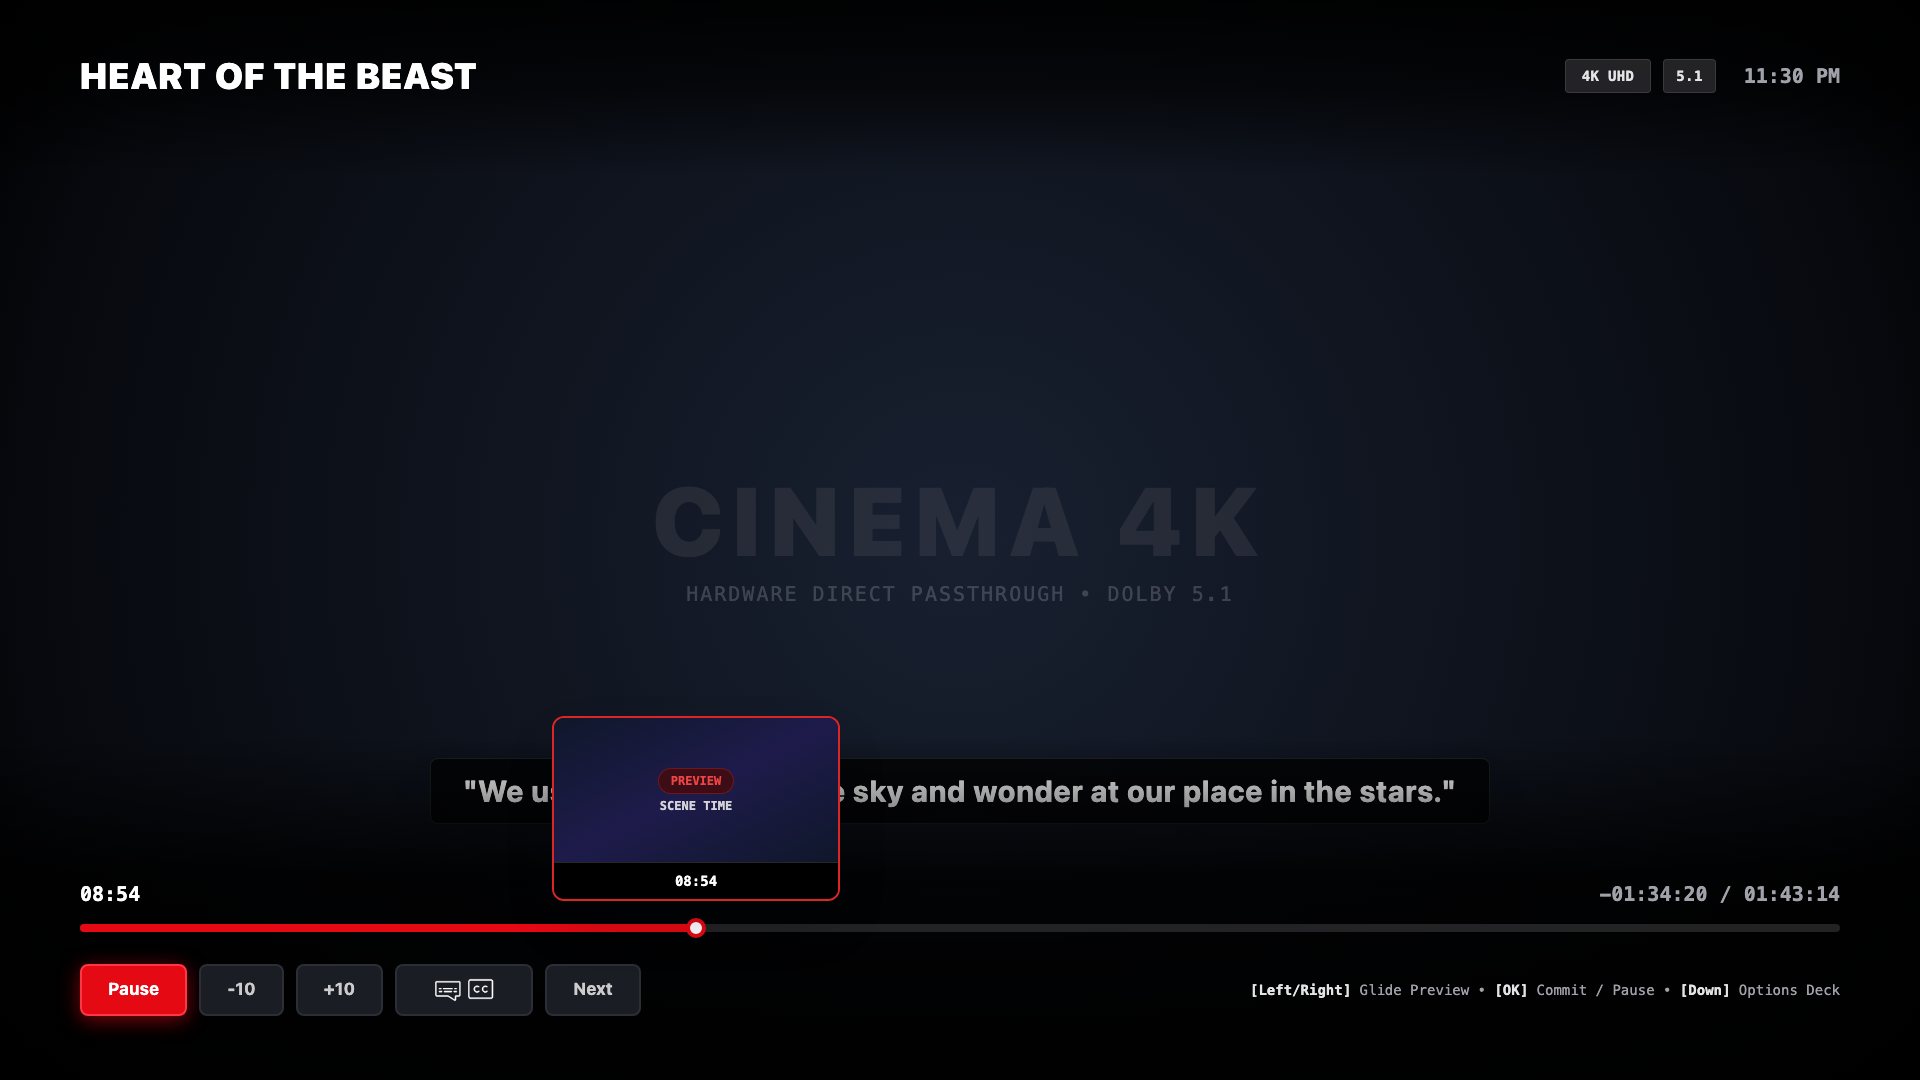 HEART OF THE BEAST
4K UHD
5.1
11:30 PM
CINEMA 4K
HARDWARE DIRECT PASSTHROUGH • DOLBY 5.1
PREVIEW
SCENE TIME
"We sky and wonder at our place in the stars."
08:54
08:54
–01:34:20 / 01:43:14
Pause
-10
+10
CC
Next
[Left/Right] Glide Preview • [OK] Commit / Pause • [Down] Options Deck